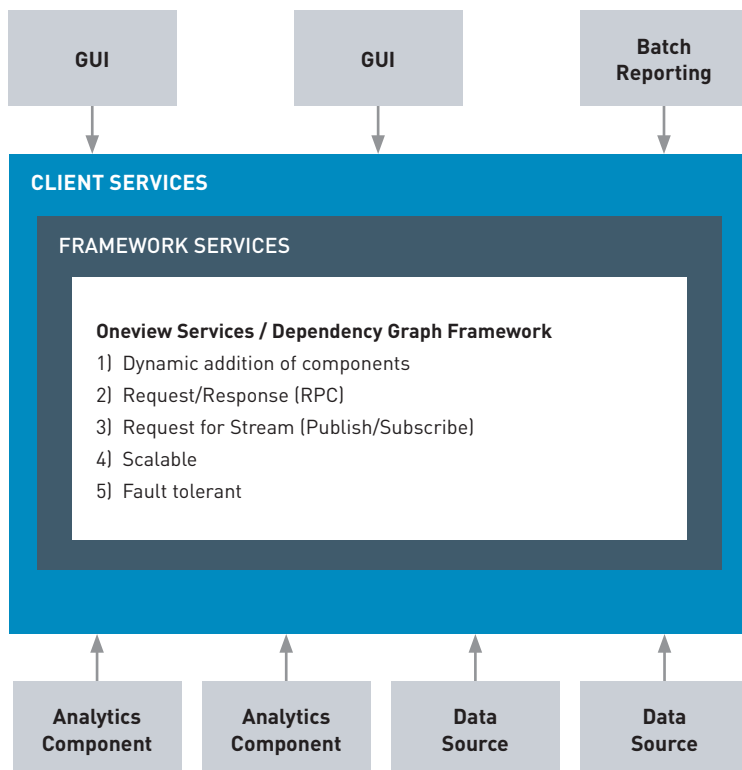 GUI
GUI
Batch
Reporting
CLIENT SERVICES
FRAMEWORK SERVICES
Oneview Services / Dependency Graph Framework
1) Dynamic addition of components
2) Request/Response (RPC)
3) Request for Stream (Publish/Subscribe)
4) Scalable
5) Fault tolerant
Analytics
Component
Analytics
Component
Data
Source
Data
Source